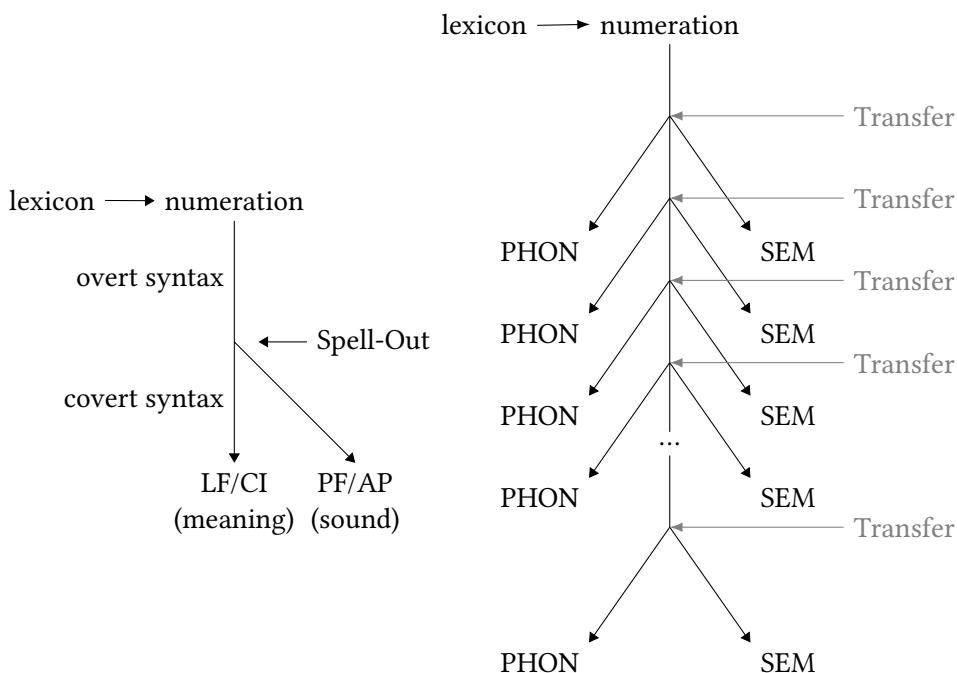 lexicon numeration
overt syntax
Spell-Out
covert syntax
LF/CI PF/AP
(meaning) (sound)
lexicon numeration
Transfer
Transfer
PHON SEM
Transfer
PHON SEM
Transfer
PHON SEM
...
PHON SEM
Transfer
PHON SEM